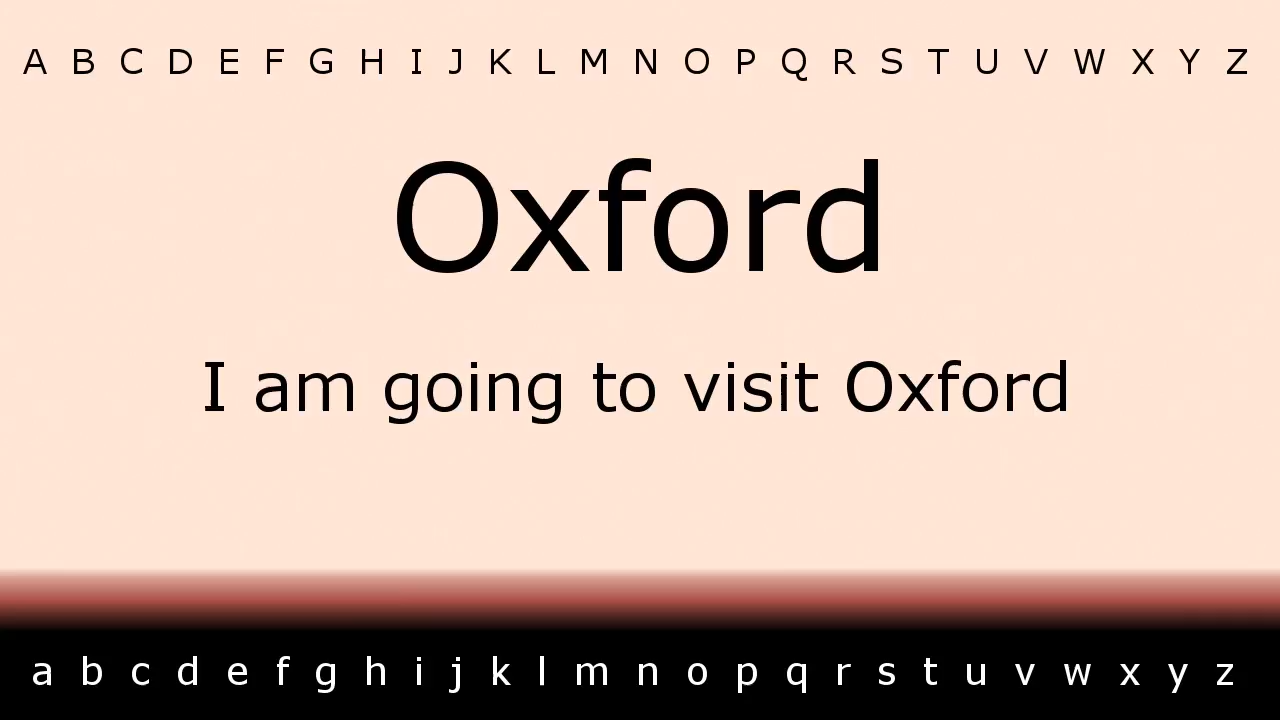 A B C D E F G H I J K L M N O P Q R S T U V W X Y Z
Oxford
I am going to visit Oxford
a b c d e f g h i j k l m n o p q r s t u v w x y z